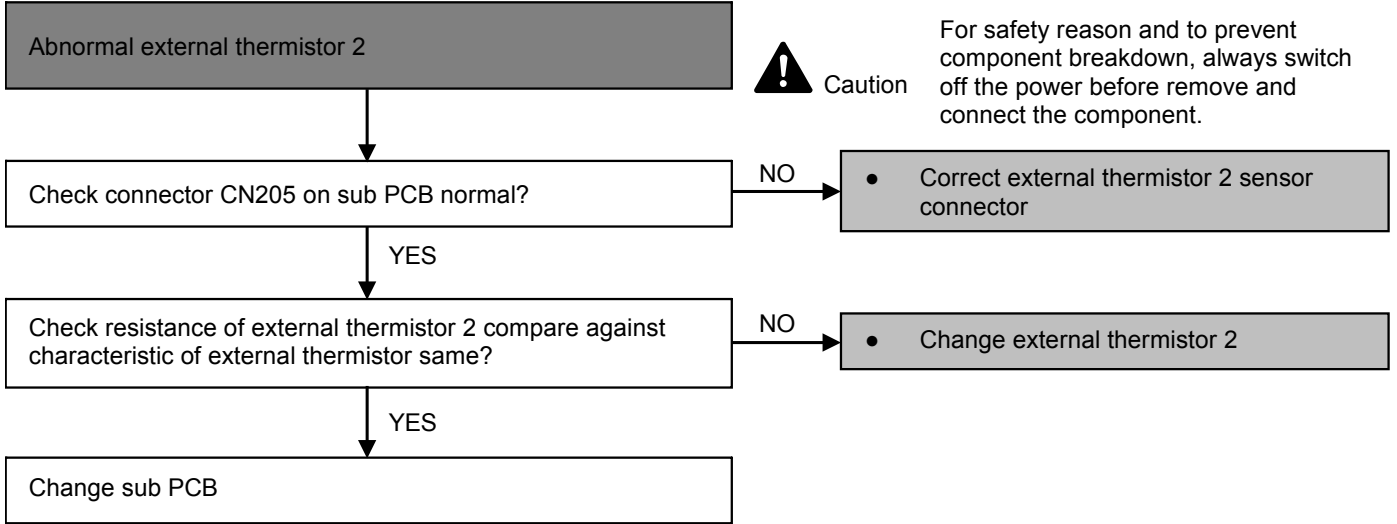 Abnormal external thermistor 2
Caution
For safety reason and to prevent
component breakdown, always switch
off the power before remove and
connect the component.
Check connector CN205 on sub PCB normal?
NO
● Correct external thermistor 2 sensor
connector
YES
Check resistance of external thermistor 2 compare against
characteristic of external thermistor same?
NO
● Change external thermistor 2
YES
Change sub PCB